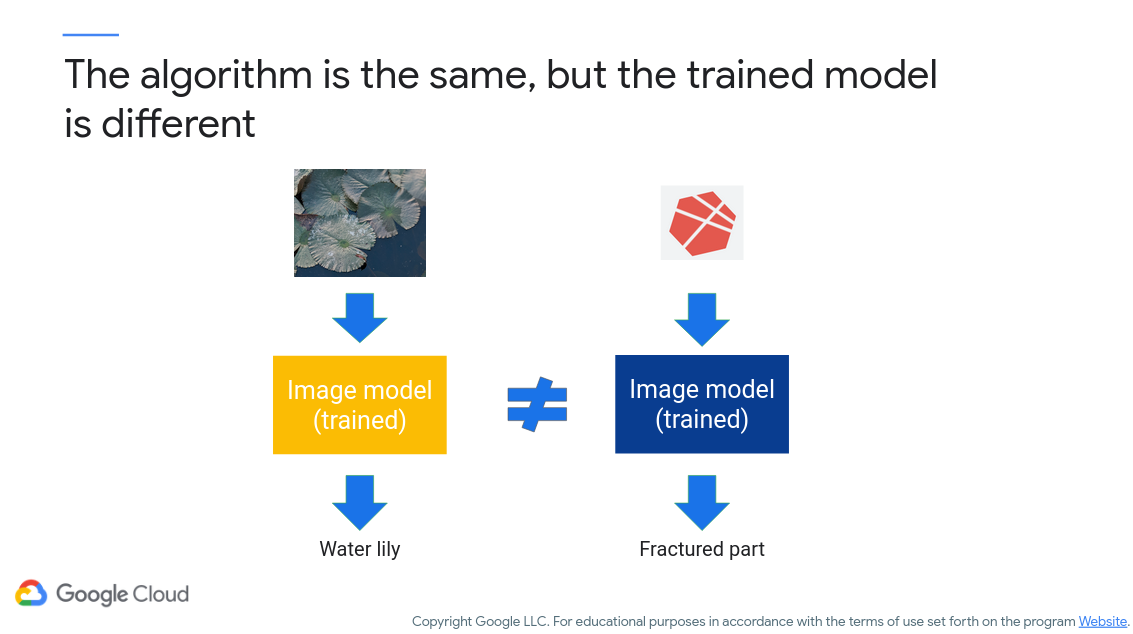 The algorithm is the same, but the trained model
is different
Image model
(trained)
≠
Image model
(trained)
Water lily
Fractured part
Google Cloud
Copyright Google LLC. For educational purposes in accordance with the terms of use set forth on the program Website.